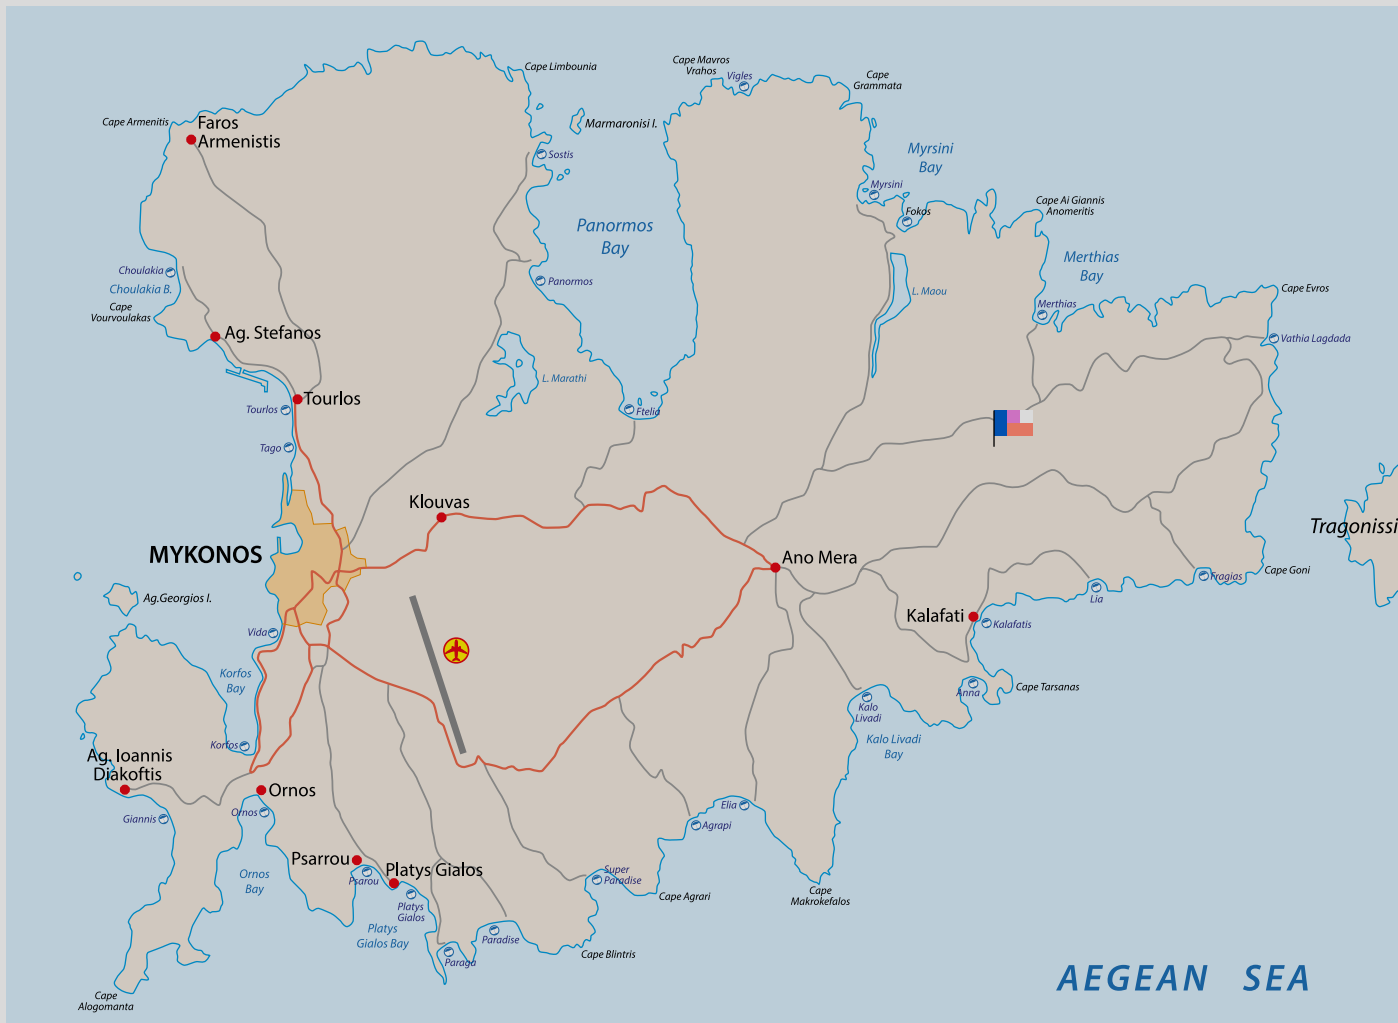 Cape Limbounia
Cape Mavros
Vrahos
Vigles
Cape
Grammata
Cape Armenitis
Faros
Armenistis
Marmaronisi I.
Sostis
Myrsini
Bay
Myrsini
Fokos
Cape Ai Giannis
Anomeritis
Panormos
Bay
Merthias
Bay
Choulakia
Choulakia B.
Cape
Vourvoulakas
Panormos
L. Maou
Merthias
Cape Evros
Ag. Stefanos
Vathia Lagdada
L. Marathi
Tourlos
Tourlos
Ftelia
Tago
Klouvas
MYKONOS
Ano Mera
Tragonissi
Cape Goni
Fragias
Lia
Ag.Georgios I.
Kalafati
Kalafatis
Vida
Korfos
Bay
Anna
Cape Tarsanas
Kalo
Livadi
Kalo Livadi
Bay
Korfos
Ag. Ioannis
Diakoftis
Ornos
Giannis
Ornos
Elia
Agrapi
Psarrou
Psarou
Platys Gialos
Ornos
Bay
Super
Paradise
Cape Agrari
Cape
Makrokefalos
Platys
Gialos
Platys
Gialos Bay
Paradise
Paraga
Cape Blintris
Cape
Alogomanta
AEGEAN SEA